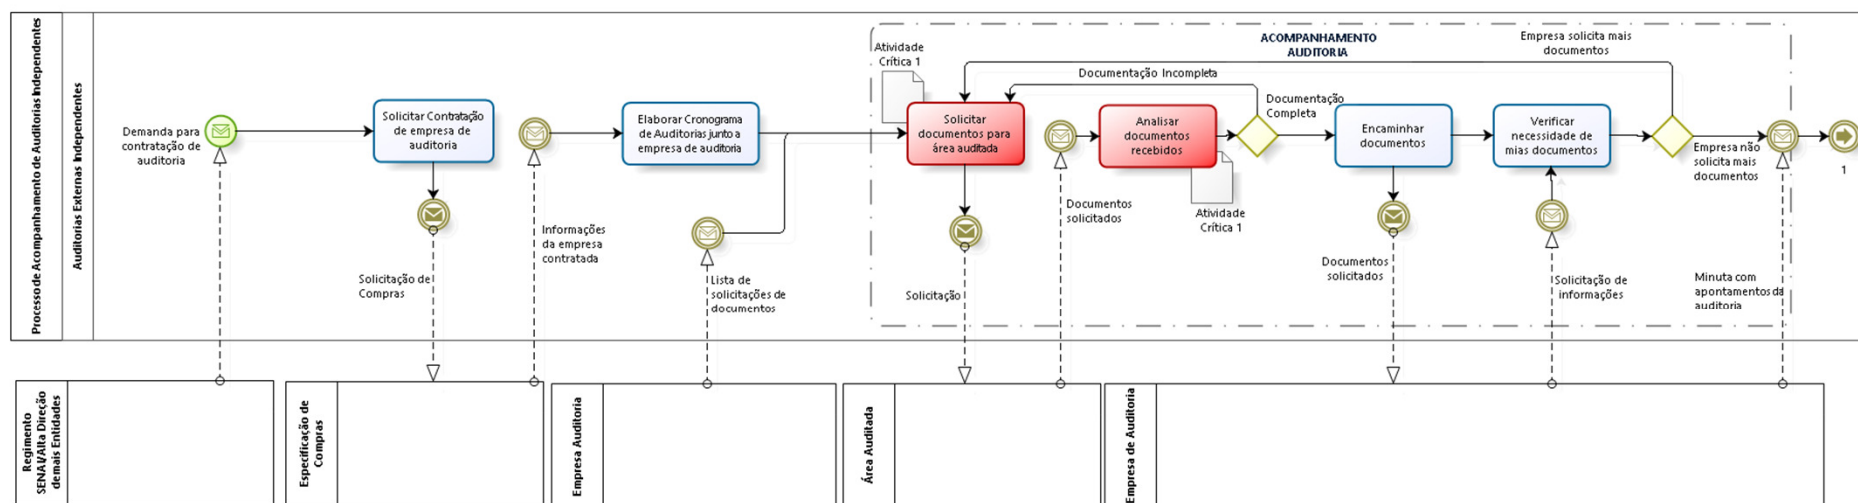 Processo de Acompanhamento de Auditorias Independentes
Auditorias Externas Independentes
Demanda para
contratação de
auditoria
Solicitar Contratação
de empresa de
auditoria
Solicitação de
Compras
Informações
da empresa
contratada
Elaborar Cronograma
de Auditorias junto a
empresa de auditoria
Lista de
solicitações de
documentos
ACOMPANHAMENTO
AUDITORIA
Atividade
Crítica 1
Solicitar
documentos para
área auditada
Solicitação
Documentação Incompleta
Documentos
solicitados
Analisar
documentos
recebidos
Atividade
Crítica 1
Documentação
Completa
Encaminhar
documentos
Documentos
solicitados
Empresa solicita mais
documentos
Verificar
necessidade de
mias documentos
Solicitação de
informações
Empresa não
solicita mais
documentos
Minuta com
apontamentos da
auditoria
1
Regimento
SENAI/Alta Direção
demais Entidades
Especificação de
Compras
Empresa Auditoria
Área Auditada
Empresa de Auditoria